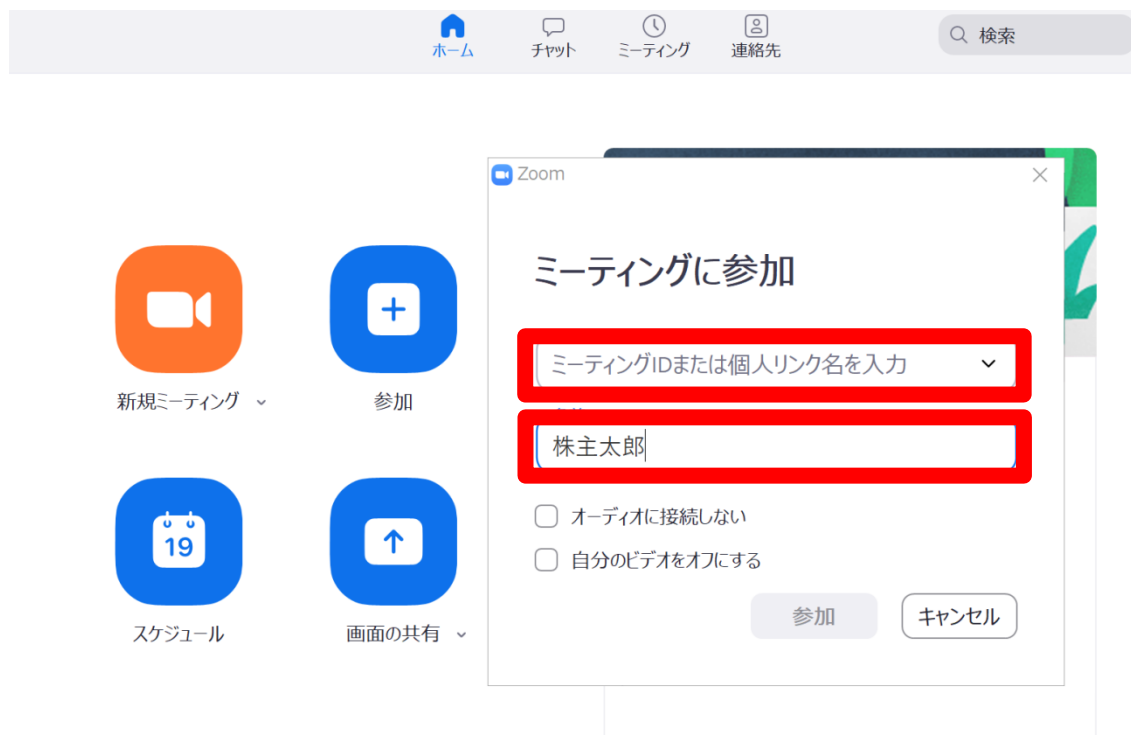 ホーム
チャット
ミーティング
連絡先
検索
Zoom
ミーティングに参加
ミーティングIDまたは個人リンク名を入力
株主太郎
オーディオに接続しない
自分のビデオをオフにする
参加
キャンセル
新規ミーティング
参加
19
スケジュール
画面の共有